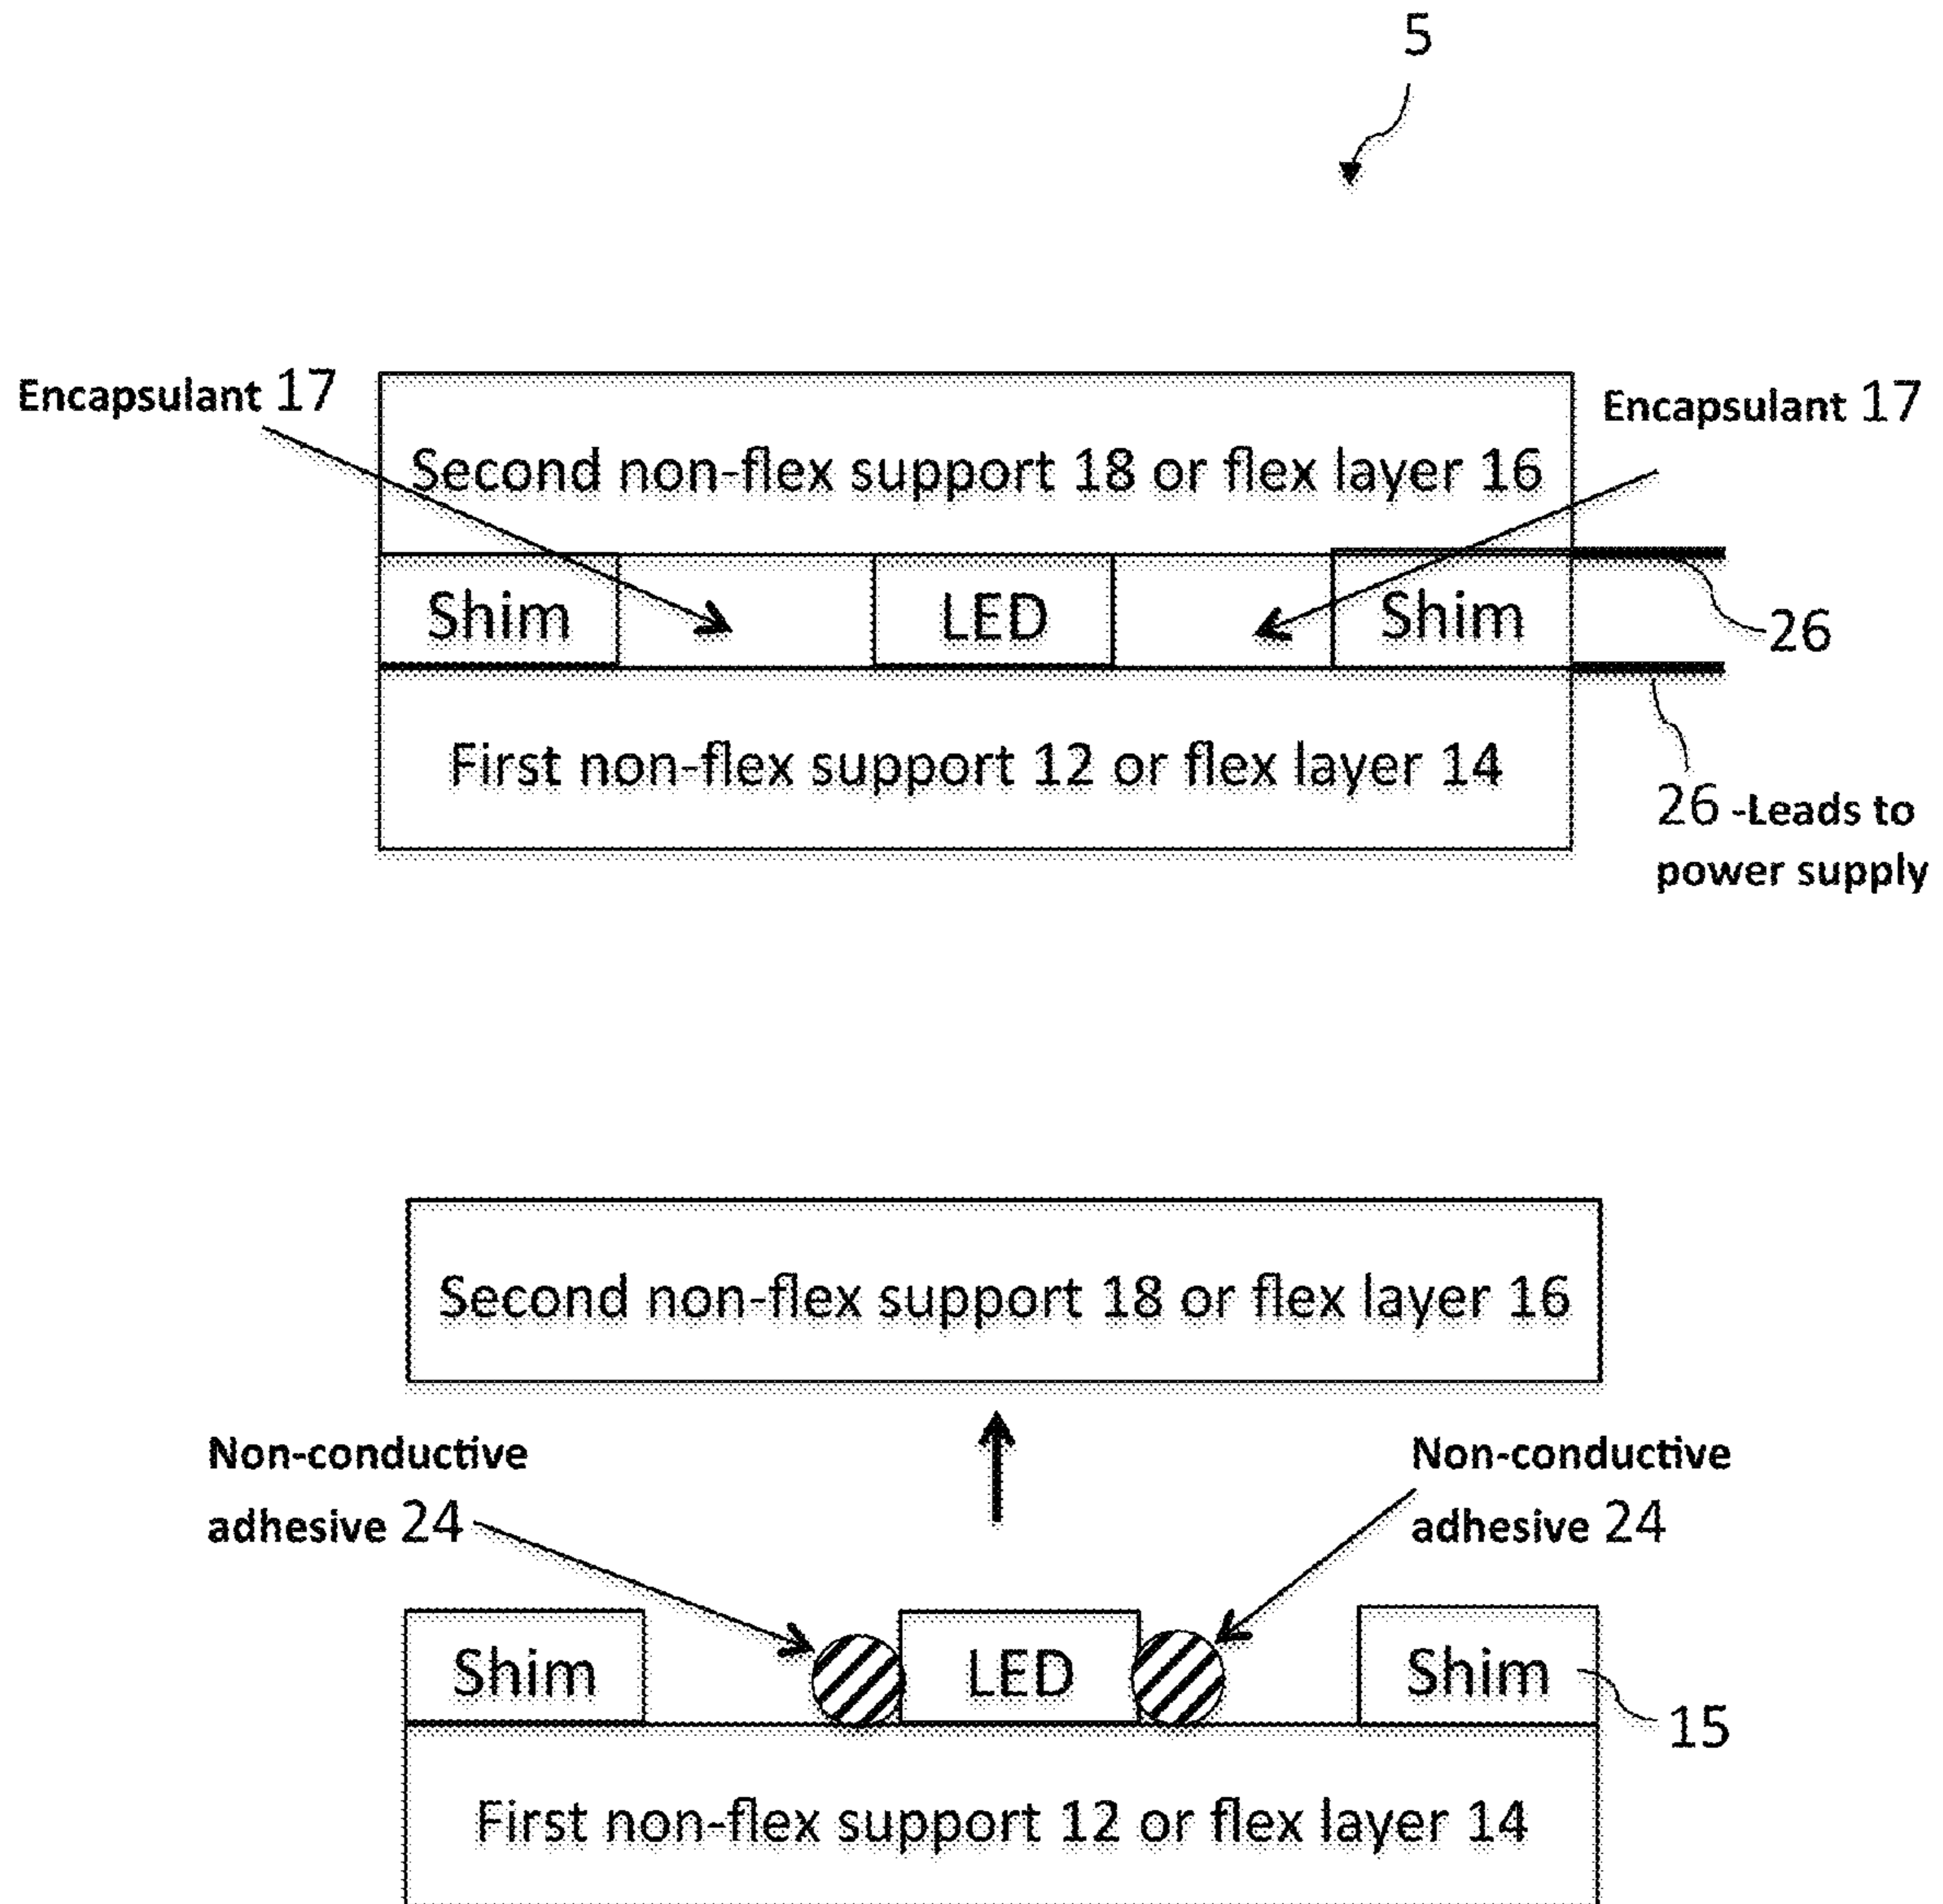 5
Encapsulant 17
Encapsulant 17
Second non-flex support 18 or flex layer 16
Shim
LED
Shim
26
First non-flex support 12 or flex layer 14
26 -Leads to
power supply
Second non-flex support 18 or flex layer 16
Non-conductive
adhesive 24
Non-conductive
adhesive 24
Shim
LED
Shim
15
First non-flex support 12 or flex layer 14